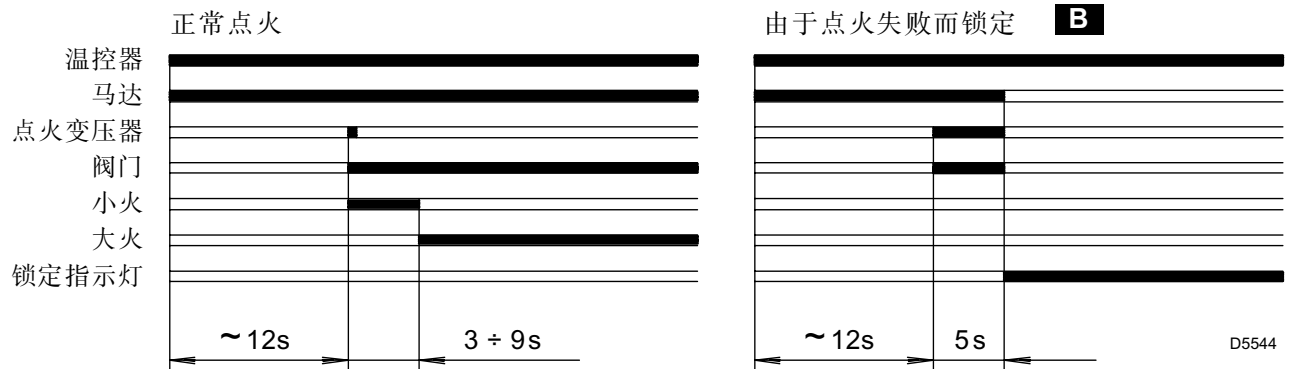 正常点火
由于点火失败而锁定 B
温控器
马达
点火变压器
阀门
小火
大火
锁定指示灯
~12s
3 ÷ 9s
~12s
5s
D5544